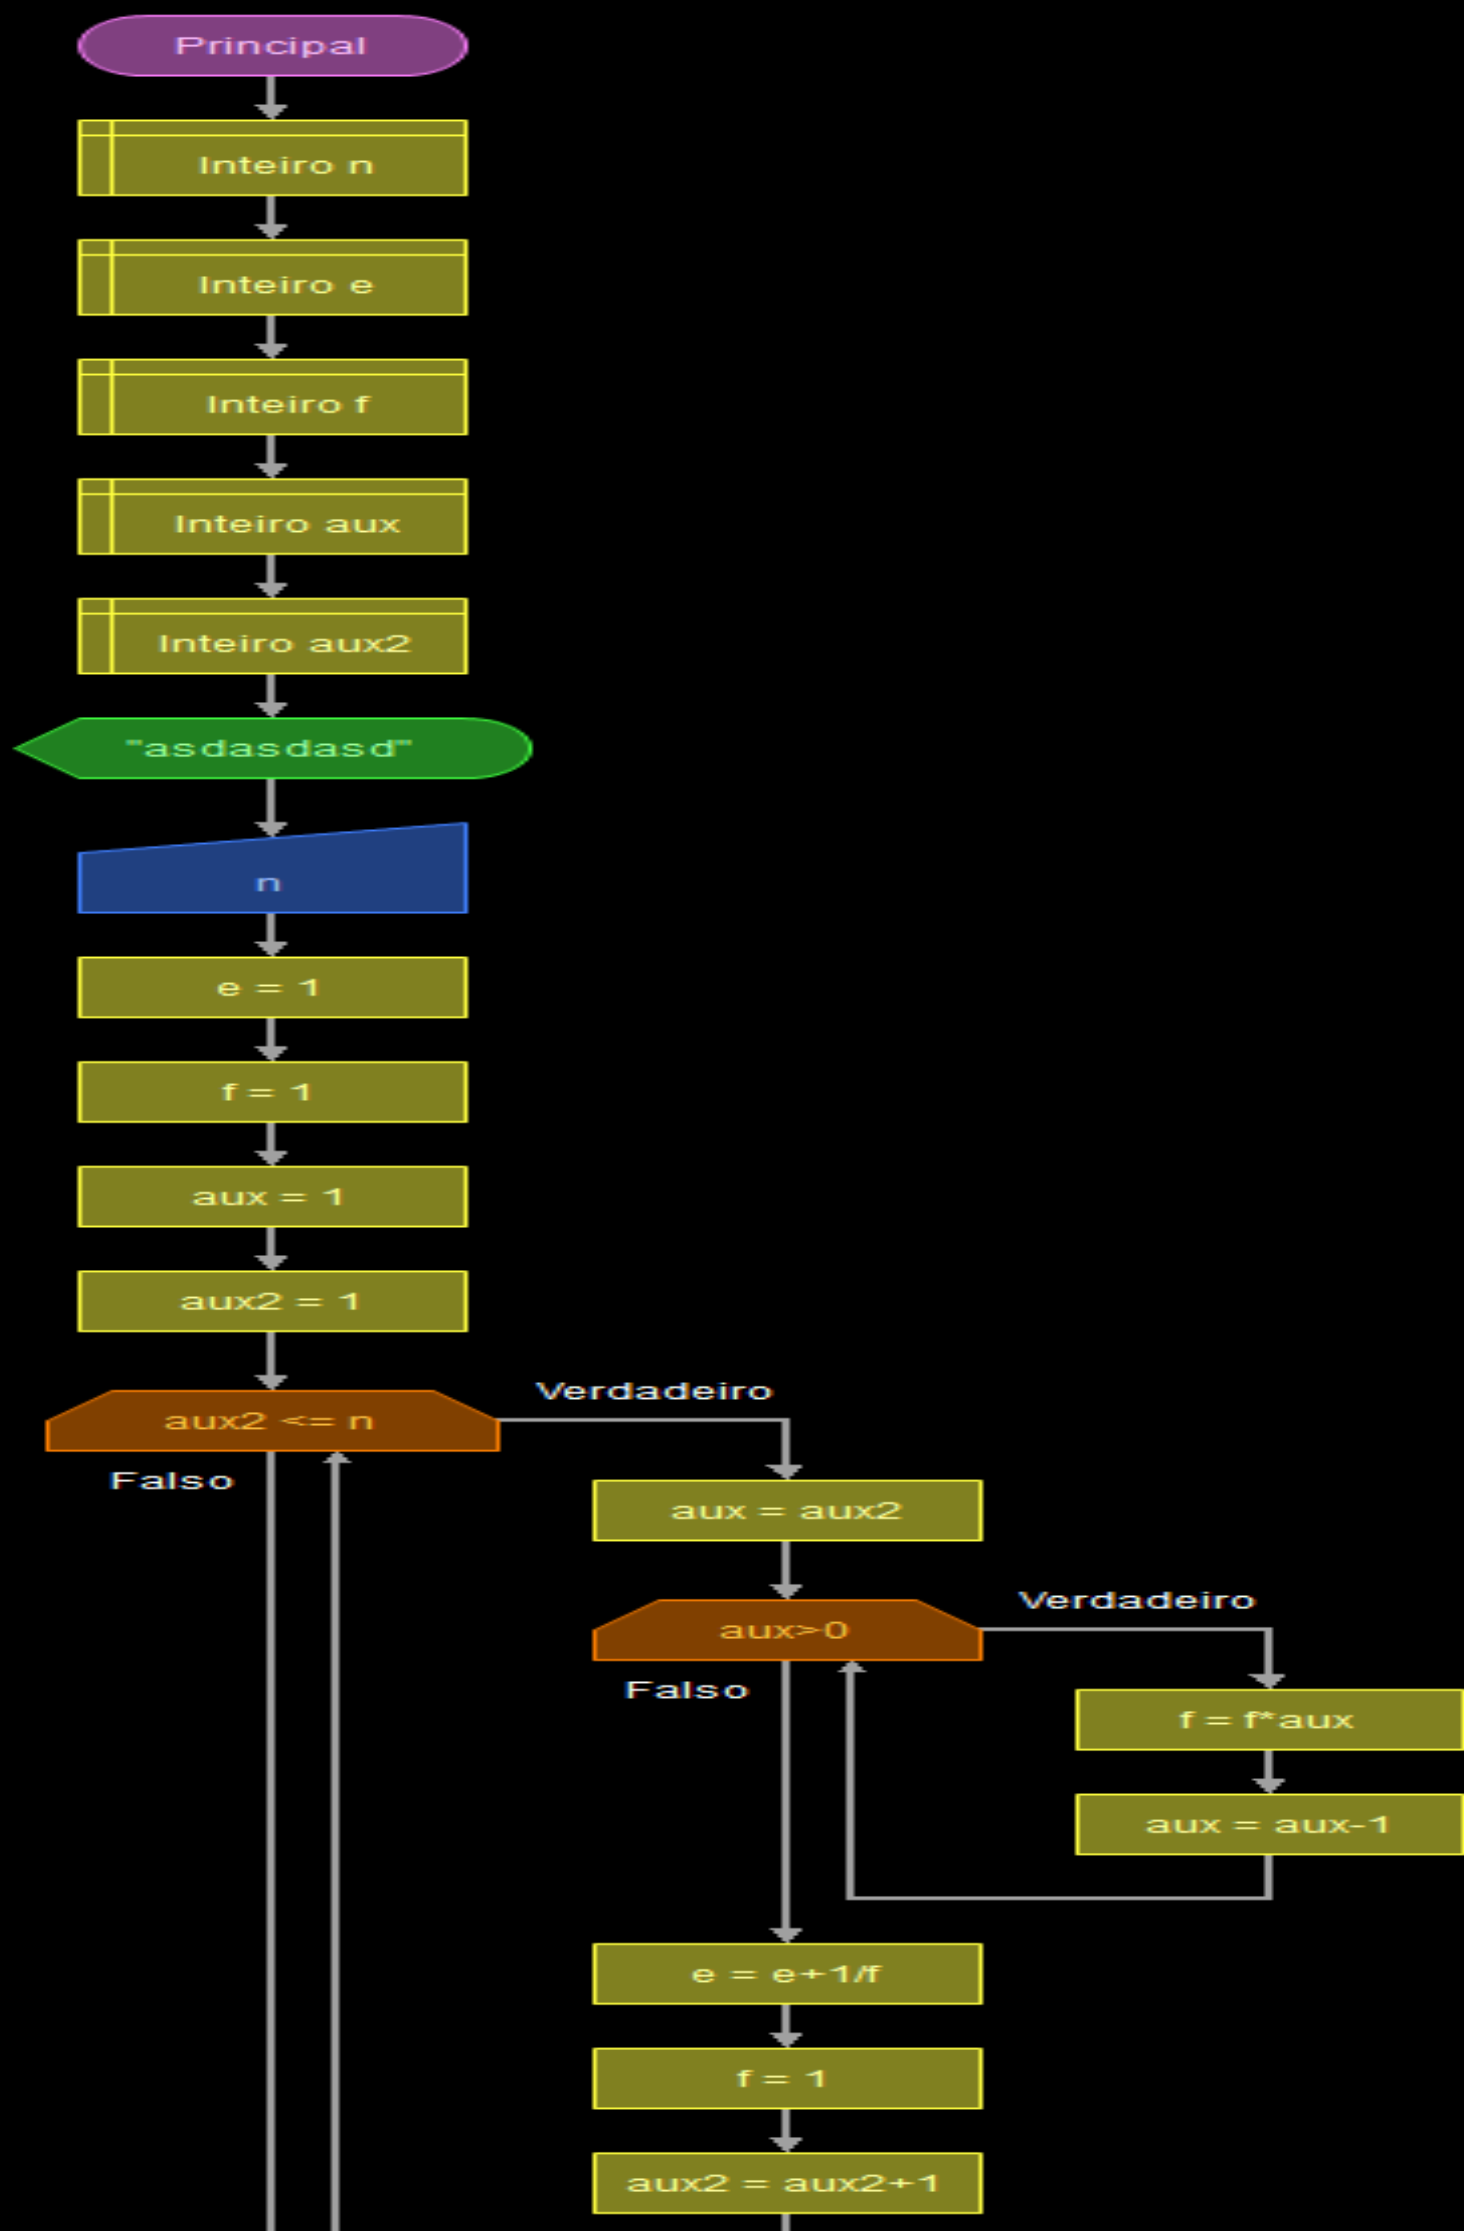 Principal
Inteiro n
Inteiro e
Inteiro f
Inteiro aux
Inteiro aux2
"asdasdasd"
n
e = 1
f = 1
aux = 1
aux2 = 1
aux2 <= n
Verdadeiro
Falso
aux = aux2
aux>0
Verdadeiro
Falso
f = f*aux
aux = aux-1
e = e+1/f
f = 1
aux2 = aux2+1